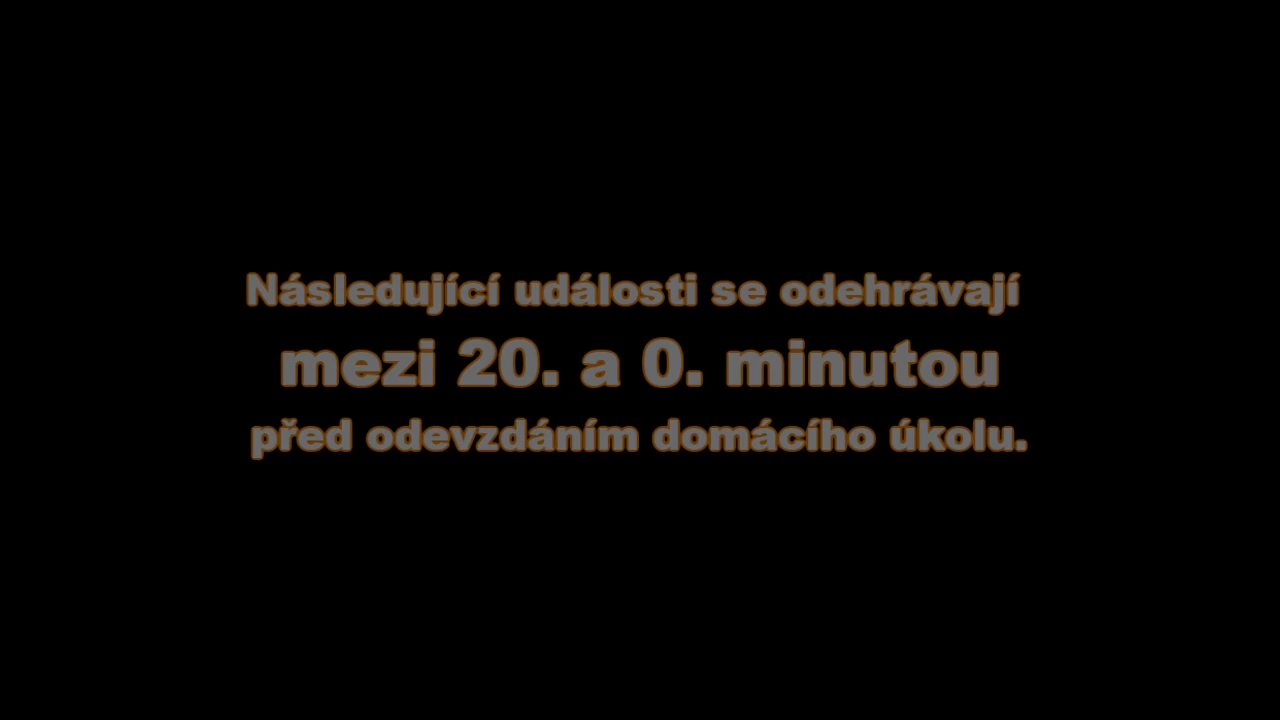 Následující události se odehrávají
mezi 20. a 0. minutou
před odevzdáním domácího úkolu.